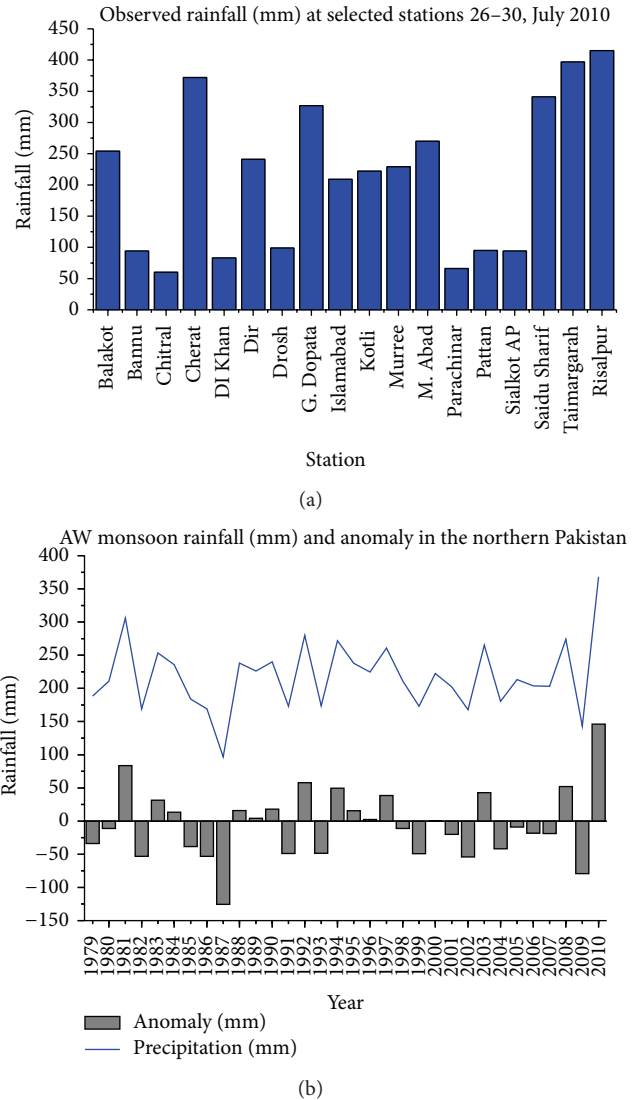 Observed rainfall (mm) at selected stations 26–30, July 2010
450
400
350
300
250
200
150
100
50
0
Rainfall (mm)
Balakot
Bannu
Chitral
Cherat
DI Khan
Dir
Drosh
G. Dopata
Islamabad
Kotli
Murree
M. Abad
Parachinar
Pattan
Sialkot AP
Saidu Sharif
Taimargarah
Risalpur
Station
(a)
AW monsoon rainfall (mm) and anomaly in the northern Pakistan
400
350
300
250
200
150
100
50
0
−50
−100
−150
Rainfall (mm)
1979
1980
1981
1982
1983
1984
1985
1986
1987
1988
1989
1990
1991
1992
1993
1994
1995
1996
1997
1998
1999
2000
2001
2002
2003
2004
2005
2006
2007
2008
2009
2010
Year
Anomaly (mm)
Precipitation (mm)
(b)